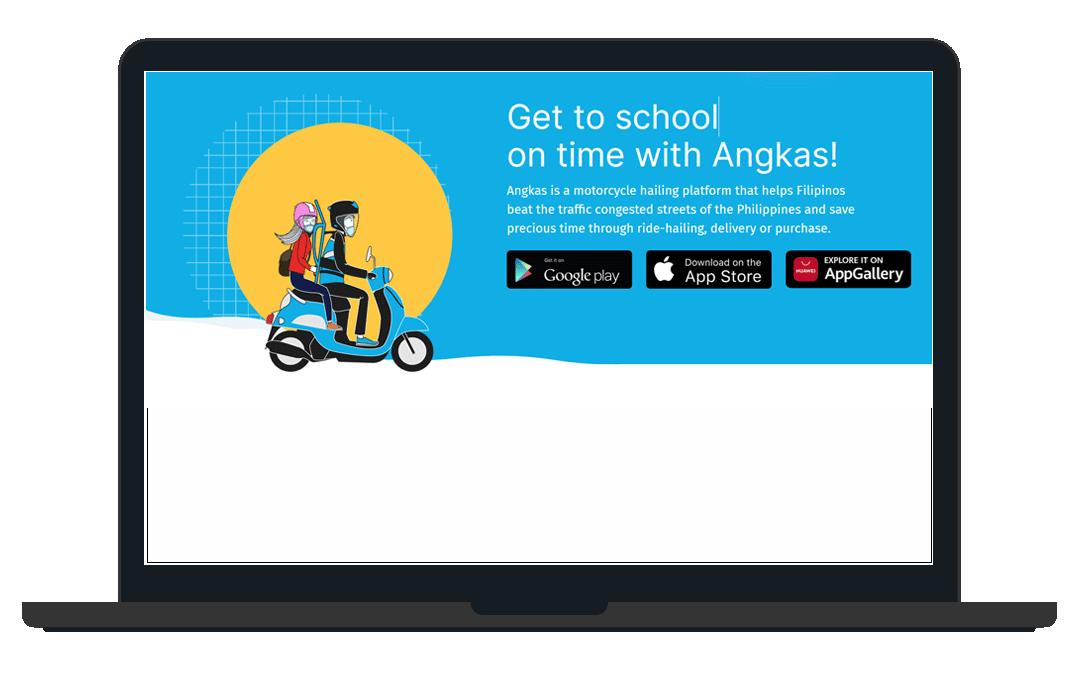 Get to school
on time with Angkas!
Angkas is a motorcycle hailing platform that helps Filipinos
beat the traffic congested streets of the Philippines and save
precious time through ride-hailing, delivery or purchase.
Get it on
Google play
Download on the
App Store
HUAWEI
EXPLORE IT ON
AppGallery